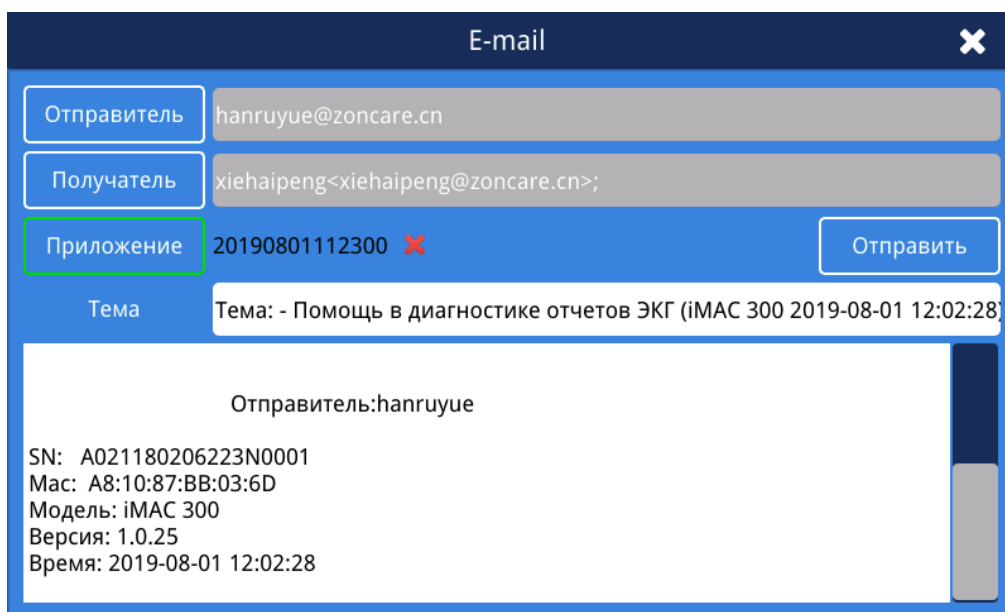 E-mail
Отправитель hanruyue@zoncare.cn
Получатель xiehaipeng<xiehaipeng@zoncare.cn>;
Приложение 20190801112300 Отправить
Тема Тема: - Помощь в диагностике отчетов ЭКГ (iMAC 300 2019-08-01 12:02:28)
Отправитель:hanruyue
SN: A021180206223N0001
Mac: A8:10:87:BB:03:6D
Модель: iMAC 300
Версия: 1.0.25
Время: 2019-08-01 12:02:28